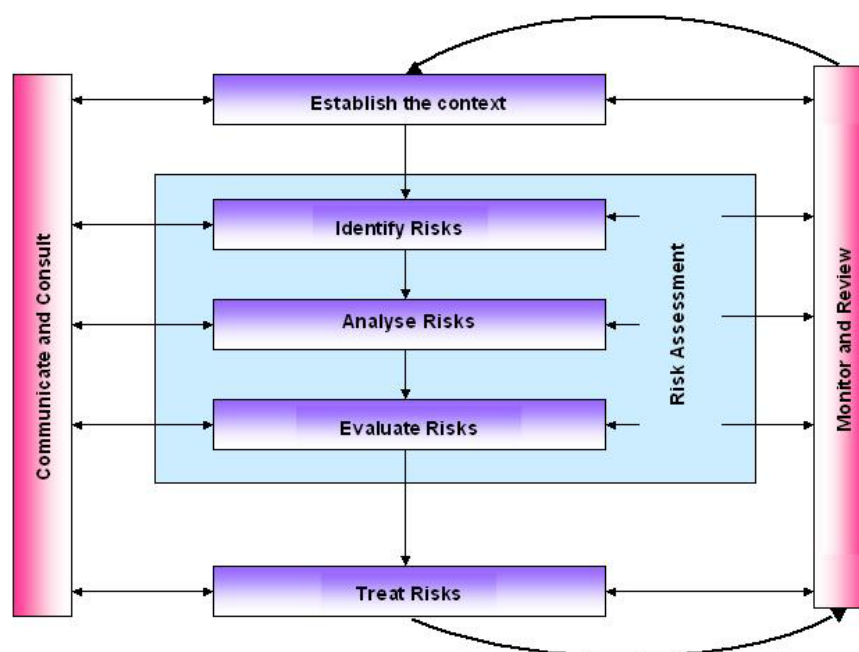 Establish the context
Communicate and Consult
Identify Risks
Analyse Risks
Evaluate Risks
Risk Assessment
Monitor and Review
Treat Risks